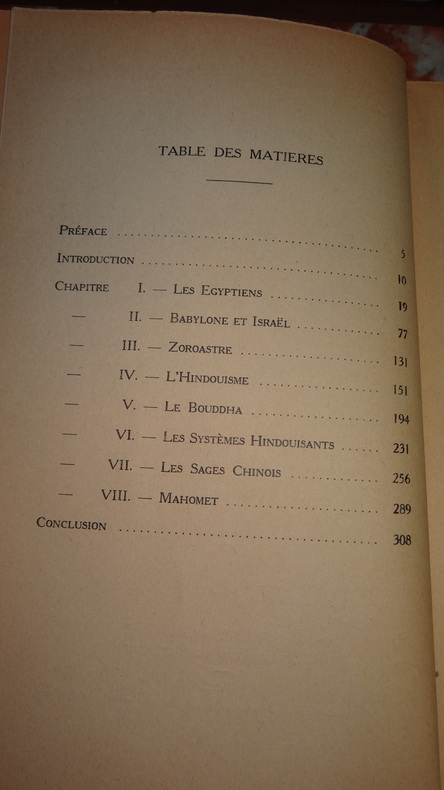 TABLE DES MATIERES
PRÉFACE .......... 5
INTRODUCTION .......... 10
CHAPITRE I. — LES EGYPTIENS .......... 19
— II. — BABYLONE ET ISRAËL .......... 77
— III. — ZOROASTRE .......... 131
— IV. — L'HINDOUISME .......... 151
— V. — LE BOUDDHA .......... 194
— VI. — LES SYSTÈMES HINDOUISANTS ...... 231
— VII. — LES SAGES CHINOIS .......... 256
— VIII. — MAHOMET .......... 289
CONCLUSION .......... 308